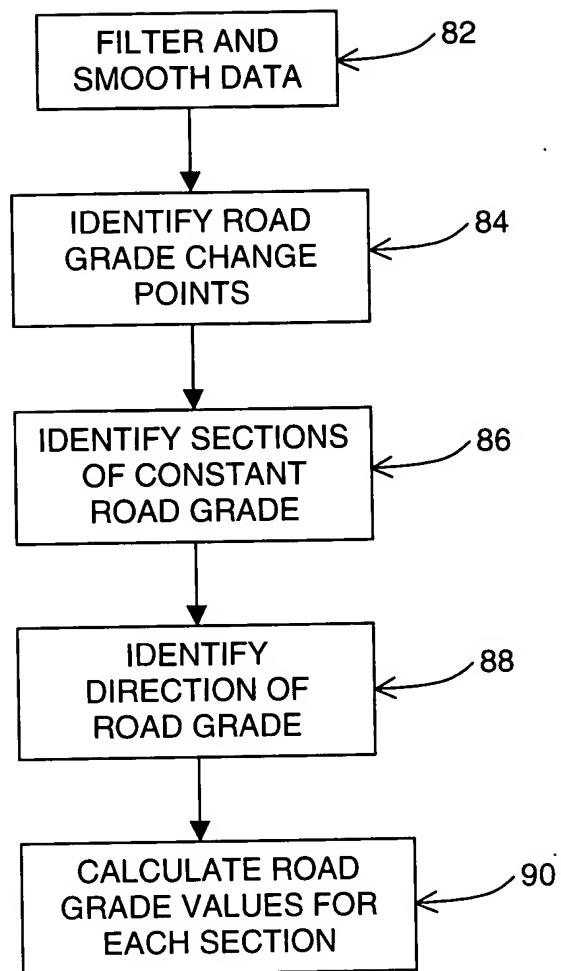 FILTER AND
SMOOTH DATA
82
IDENTIFY ROAD
GRADE CHANGE
POINTS
84
IDENTIFY SECTIONS
OF CONSTANT
ROAD GRADE
86
IDENTIFY
DIRECTION OF
ROAD GRADE
88
CALCULATE ROAD
GRADE VALUES FOR
EACH SECTION
90